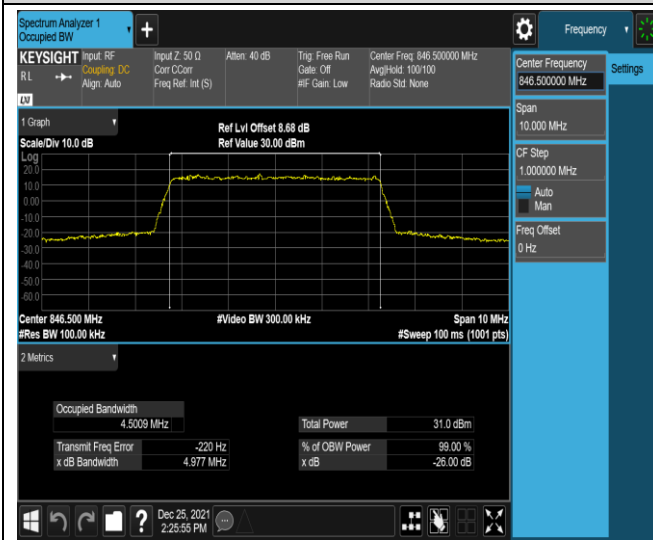 Spectrum Analyzer 1
Occupied BW
+
Frequency
KEYSIGHT
RL
LXI
Input: RF
Coupling: DC
Align: Auto
Input Z: 50 Ω
Corr CCorr
Freq Ref: Int (S)
Atten: 40 dB
Trig: Free Run
Gate: Off
#IF Gain: Low
Center Freq: 846.500000 MHz
Avg|Hold: 100/100
Radio Std: None
Center Frequency
846.500000 MHz
Settings
Span
10.000 MHz
CF Step
1.000000 MHz
Auto
Man
Freq Offset
0 Hz
1 Graph
Scale/Div 10.0 dB
Ref Lvl Offset 8.68 dB
Ref Value 30.00 dBm
Log
20.0
10.0
0.00
-10.0
-20.0
-30.0
-40.0
-50.0
-60.0
Center 846.500 MHz
#Video BW 300.00 kHz
Span 10 MHz
#Res BW 100.00 kHz
#Sweep 100 ms (1001 pts)
2 Metrics
Occupied Bandwidth
4.5009 MHz
Total Power 31.0 dBm
Transmit Freq Error -220 Hz
% of OBW Power 99.00 %
x dB Bandwidth 4.977 MHz
x dB -26.00 dB
?
Dec 25, 2021
2:25:55 PM